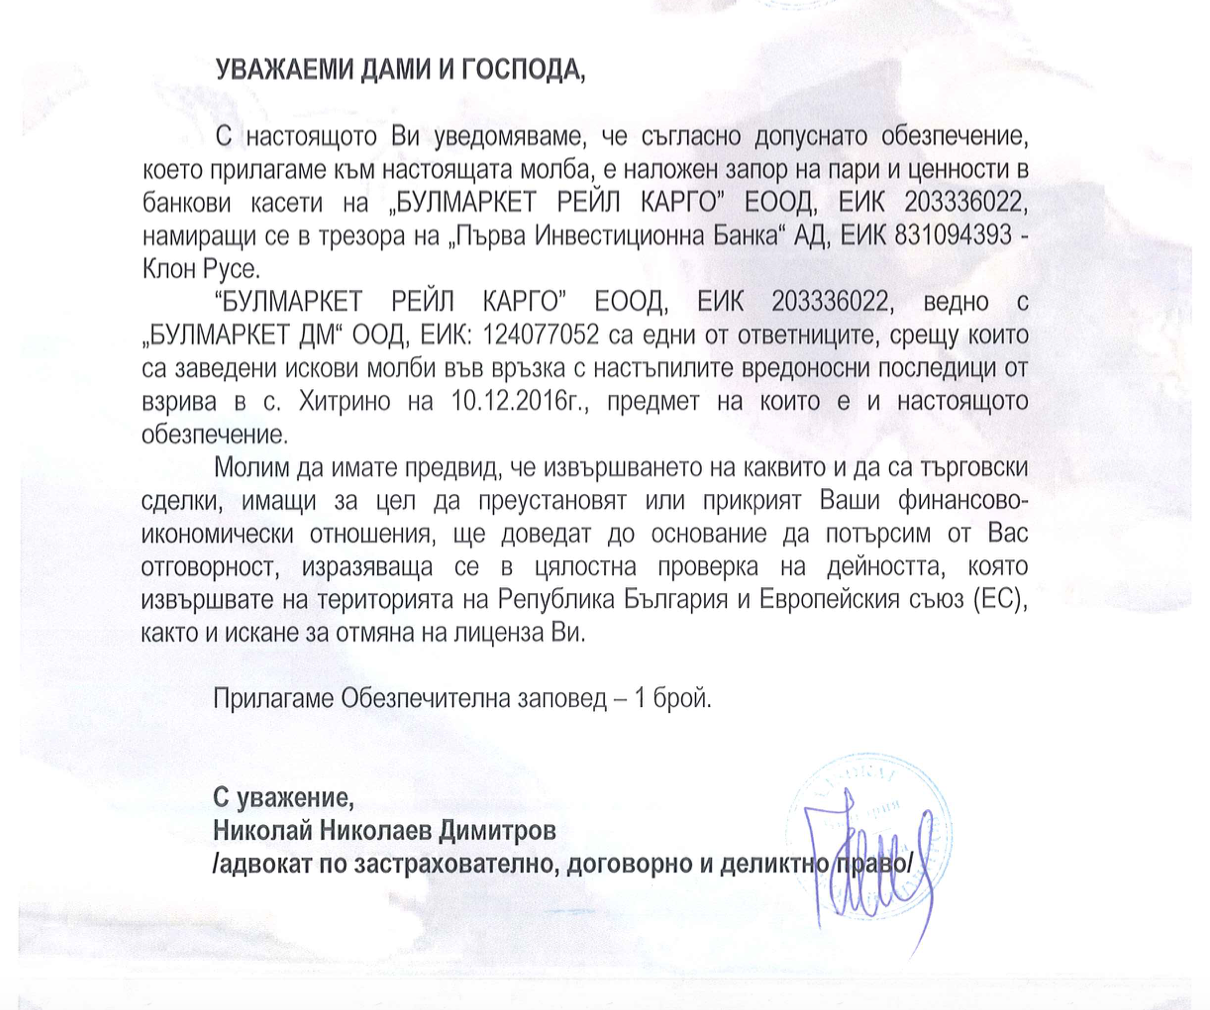 УВАЖАЕМИ ДАМИ И ГОСПОДА,
С настоящото Ви уведомяваме, че съгласно допуснато обезпечение,
което прилагаме към настоящата молба, е наложен запор на пари и ценности в
банкови касети на „БУЛМАРКЕТ РЕЙЛ КАРГО” ЕООД, ЕИК 203336022,
намиращи се в трезора на „Първа Инвестиционна Банка“ АД, ЕИК 831094393 -
Клон Русе.
“БУЛМАРКЕТ РЕЙЛ КАРГО” ЕООД, ЕИК 203336022, ведно с
„БУЛМАРКЕТ ДМ“ ООД, ЕИК: 124077052 са едни от ответниците, срещу които
са заведени искови молби във връзка с настъпилите вредоносни последици от
взрива в с. Хитрино на 10.12.2016г., предмет на които е и настоящото
обезпечение.
Молим да имате предвид, че извършването на каквито и да са търговски
сделки, имащи за цел да преустановят или прикрият Ваши финансово-
икономически отношения, ще доведат до основание да потърсим от Вас
отговорност, изразяваща се в цялостна проверка на дейността, която
извършвате на територията на Република България и Европейския съюз (ЕС),
както и искане за отмяна на лиценза Ви.
Прилагаме Обезпечителна заповед – 1 брой.
С уважение,
Николай Николаев Димитров
/адвокат по застрахователно, договорно и деликтно право/